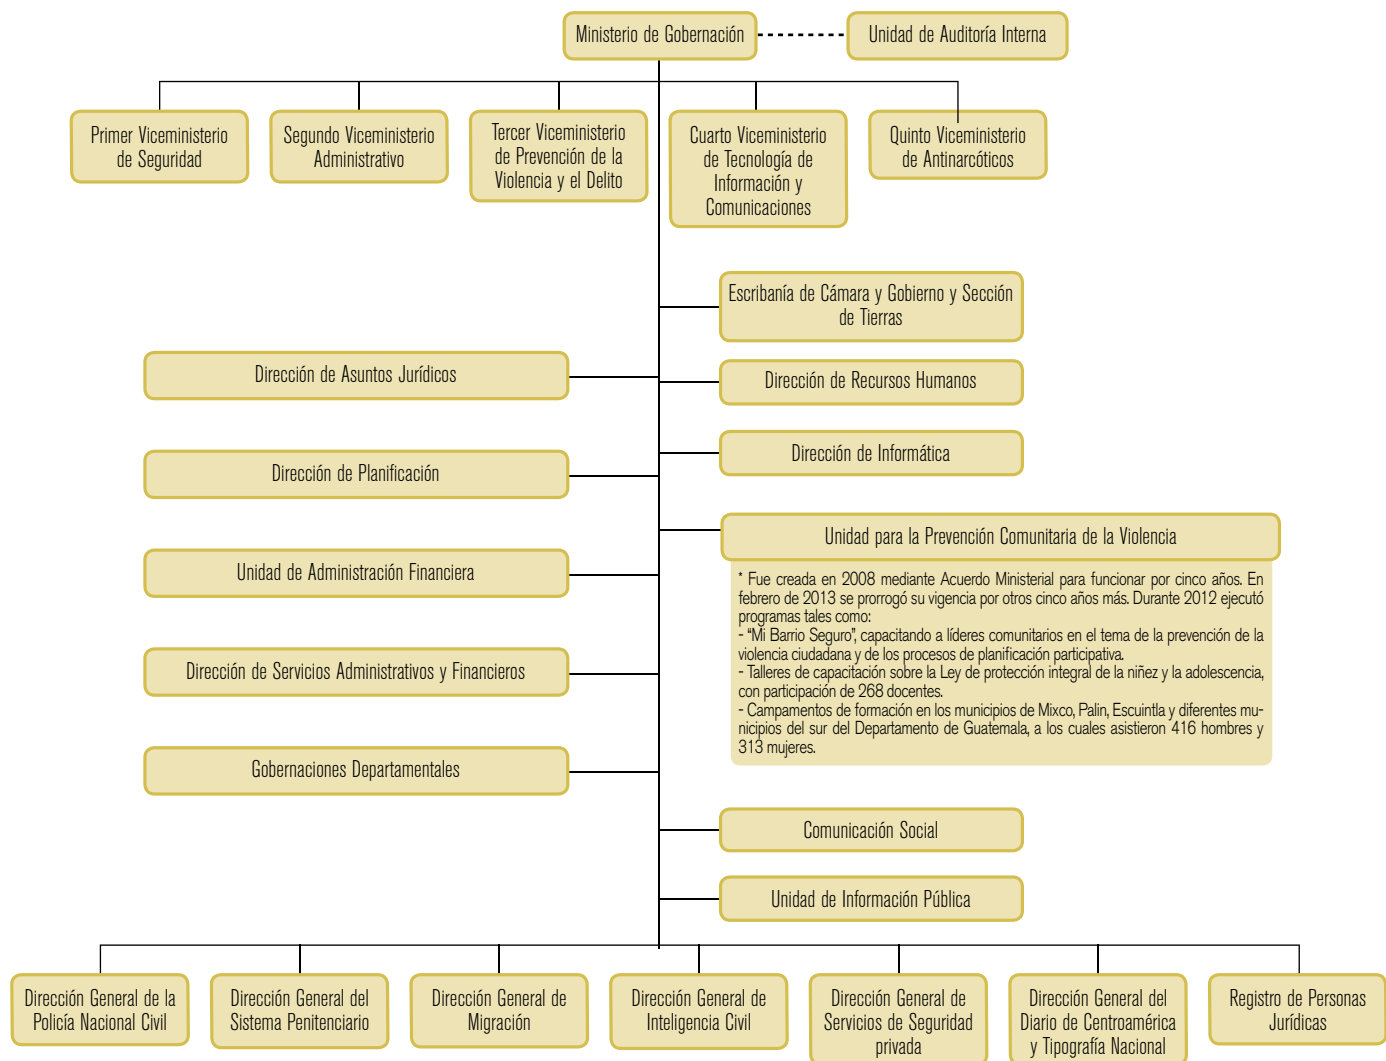 Ministerio de Gobernación
Unidad de Auditoría Interna
Primer Viceministerio
de Seguridad
Segundo Viceministerio
Administrativo
Tercer Viceministerio
de Prevención de la
Violencia y el Delito
Cuarto Viceministerio
de Tecnología de
Información y
Comunicaciones
Quinto Viceministerio
de Antinarcóticos
Escribanía de Cámara y Gobierno y Sección
de Tierras
Dirección de Asuntos Jurídicos
Dirección de Recursos Humanos
Dirección de Informática
Dirección de Planificación
Unidad para la Prevención Comunitaria de la Violencia
* Fue creada en 2008 mediante Acuerdo Ministerial para funcionar por cinco años. En
febrero de 2013 se prorrogó su vigencia por otros cinco años más. Durante 2012 ejecutó
programas tales como:
- “Mi Barrio Seguro”, capacitando a líderes comunitarios en el tema de la prevención de la
violencia ciudadana y de los procesos de planificación participativa.
- Talleres de capacitación sobre la Ley de protección integral de la niñez y la adolescencia,
con participación de 268 docentes.
- Campamentos de formación en los municipios de Mixco, Palin, Escuintla y diferentes mu-
nicipios del sur del Departamento de Guatemala, a los cuales asistieron 416 hombres y
313 mujeres.
Unidad de Administración Financiera
Dirección de Servicios Administrativos y Financieros
Gobernaciones Departamentales
Comunicación Social
Unidad de Información Pública
Dirección General de la
Policía Nacional Civil
Dirección General del
Sistema Penitenciario
Dirección General de
Migración
Dirección General de
Inteligencia Civil
Dirección General de
Servicios de Seguridad
privada
Dirección General del
Diario de Centroamérica
y Tipografía Nacional
Registro de Personas
Jurídicas